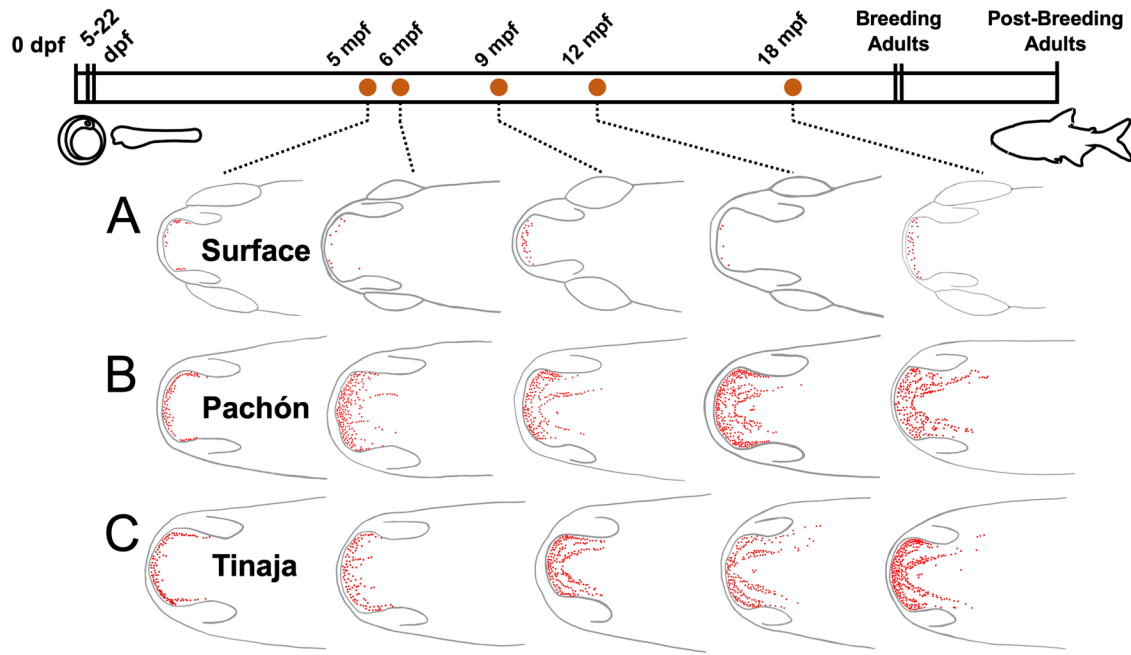 0 dpf
5-22
dpf
5 mpf
6 mpf
9 mpf
12 mpf
18 mpf
Breeding
Adults
Post-Breeding
Adults
A
Surface
B
Pachón
C
Tinaja